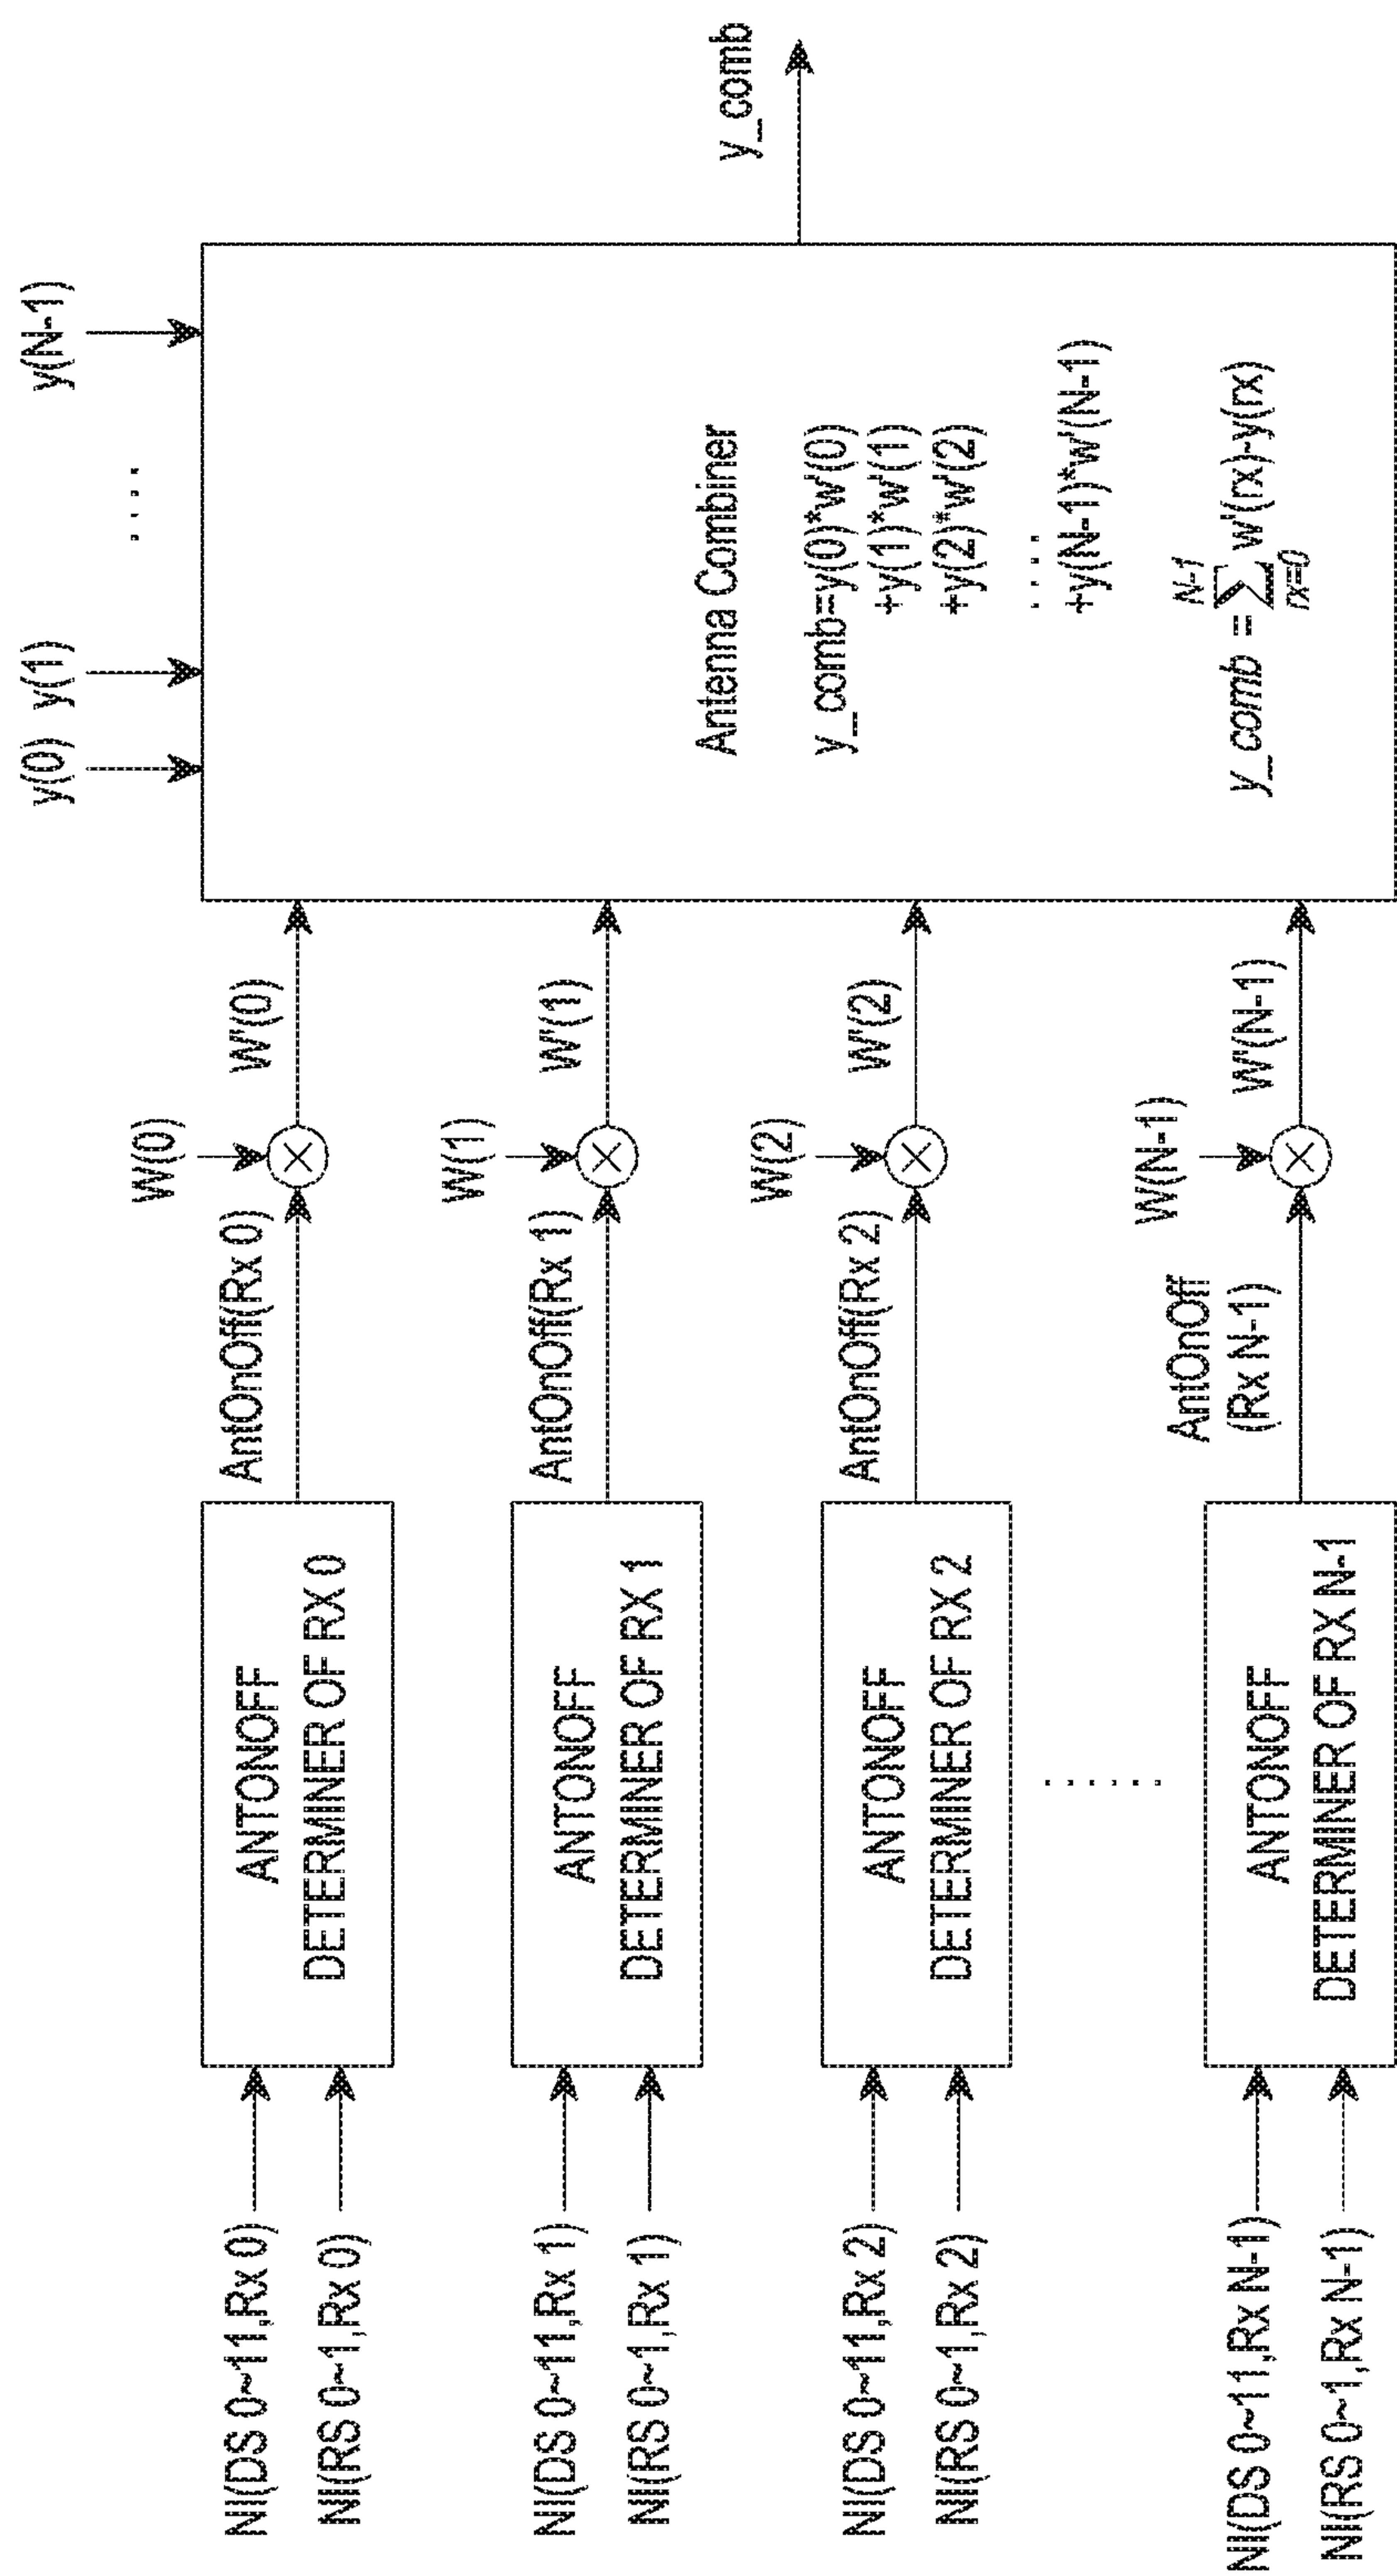 NI(DS 0~11,Rx 0)
NI(RS 0~1,Rx 0)
ANTONOFF
DETERMINER OF RX 0
AntOnOff(Rx 0)
W(0)
W'(0)
NI(DS 0~11,Rx 1)
NI(RS 0~1,Rx 1)
ANTONOFF
DETERMINER OF RX 1
AntOnOff(Rx 1)
W(1)
W'(1)
NI(DS 0~11,Rx 2)
NI(RS 0~1,Rx 2)
ANTONOFF
DETERMINER OF RX 2
AntOnOff(Rx 2)
W(2)
W'(2)
......
NI(DS 0~11,Rx N-1)
NI(RS 0~1,Rx N-1)
ANTONOFF
DETERMINER OF RX N-1
AntOnOff
(Rx N-1)
W(N-1)
W'(N-1)
y(0) y(1) .... y(N-1)
Antenna Combiner
y_comb=y(0)*w'(0)
+y(1)*w'(1)
+y(2)*w'(2)
....
+y(N-1)*w'(N-1)
N-1
y_comb = ∑ w'(rx)~y(rx)
rx=0
y_comb